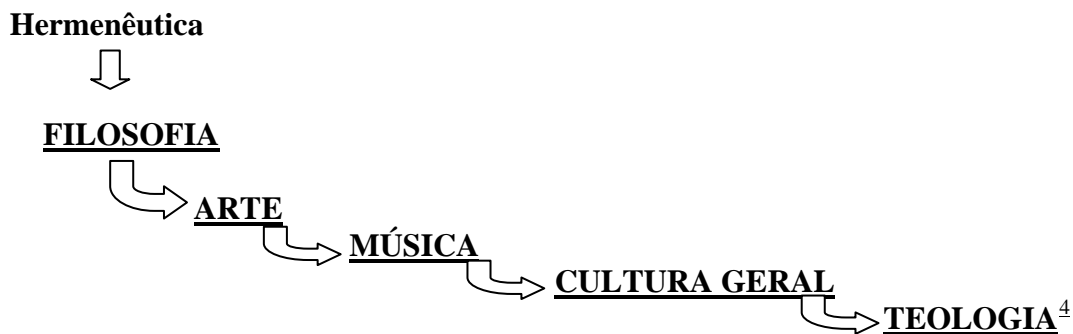 Hermenêutica
FILOSOFIA
ARTE
MÚSICA
CULTURA GERAL
TEOLOGIA4